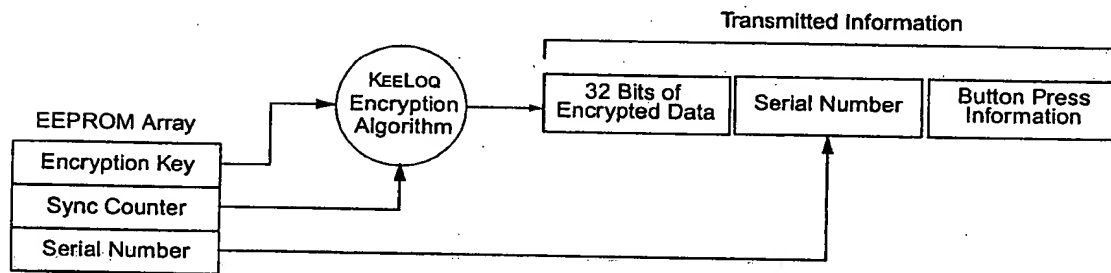 Transmitted Information
KEELOQ
Encryption
Algorithm
32 Bits of
Encrypted Data
Serial Number
Button Press
Information
EEPROM Array
Encryption Key
Sync Counter
Serial Number